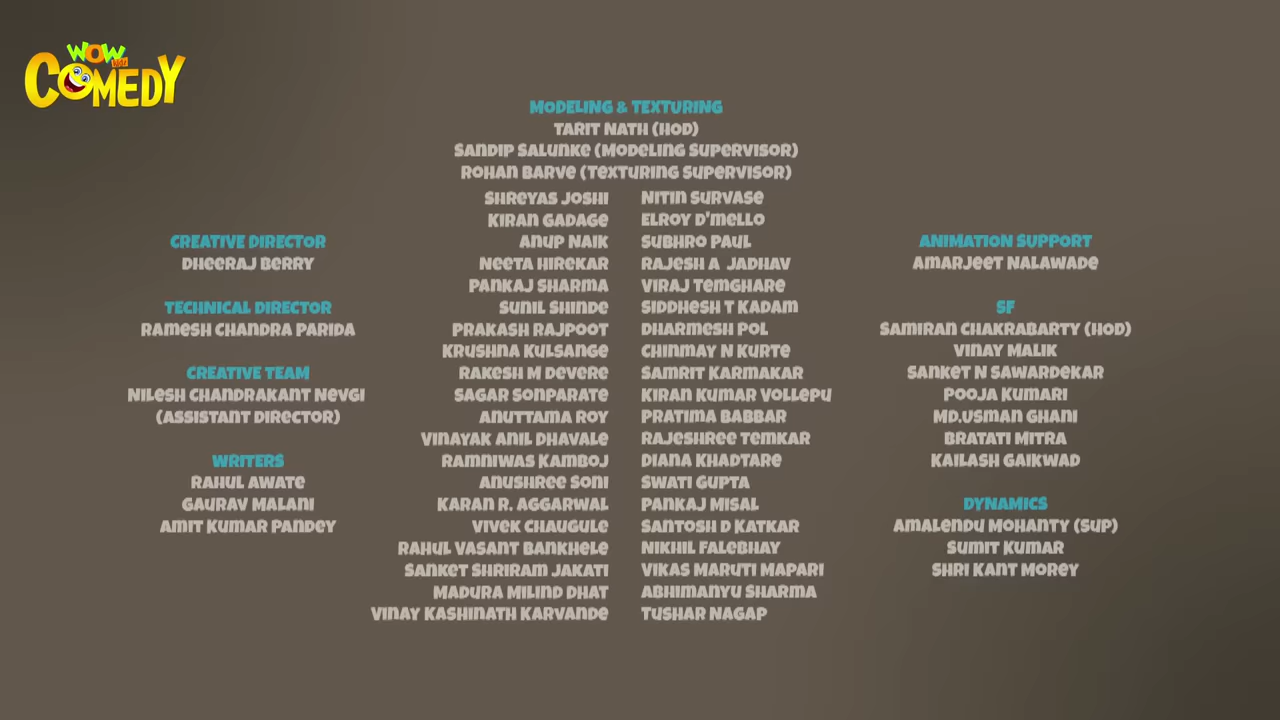 WOW
COMEDY
CREATIVE DIRECTOR
DHEERAJ BERRY
TECHNICAL DIRECTOR
RAMESH CHANDRA PARIDA
CREATIVE TEAM
NILESH CHANDRAKANT NEVGI
(ASSISTANT DIRECTOR)
WRITERS
RAHUL AWATE
GAURAV MALANI
AMIT KUMAR PANDEY
MODELING & TEXTURING
TARIT NATH (HOD)
SANDIP SALUNKE (MODELING SUPERVISOR)
ROHAN BARVE (TEXTURING SUPERVISOR)
SHREYAS JOSHI
KIRAN GADAGE
ANUP NAIK
NEETA HIREKAR
PANKAJ SHARMA
SUNIL SHINDE
PRAKASH RAJPOOT
KRUSHNA KULSANGE
RAKESH M DEVERE
SAGAR SONPARATE
ANUTTAMA ROY
VINAYAK ANIL DHAVALE
RAMNIWAS KAMBOJ
ANUSHREE SONI
KARAN R. AGGARWAL
VIVEK CHAUGULE
RAHUL VASANT BANKHELE
SANKET SHRIRAM JAKATI
MADURA MILIND DHAT
VINAY KASHINATH KARVANDE
NITIN SURVASE
ELROY D'MELLO
SUBHRO PAUL
RAJESH A JADHAV
VIRAJ TEMGHARE
SIDDHESH T KADAM
DHARMESH POL
CHINMAY N KURTE
SAMRIT KARMAKAR
KIRAN KUMAR VOLLEPU
PRATIMA BABBAR
RAJESHREE TEMKAR
DIANA KHADTARE
SWATI GUPTA
PANKAJ MISAL
SANTOSH D KATKAR
NIKHIL FALEBHAY
VIKAS MARUTI MAPARI
ABHIMANYU SHARMA
TUSHAR NAGAP
ANIMATION SUPPORT
AMARJEET NALAWADE
SF
SAMIRAN CHAKRABARTY (HOD)
VINAY MALIK
SANKET N SAWARDEKAR
POOJA KUMARI
MD.USMAN GHANI
BRATATI MITRA
KAILASH GAIKWAD
DYNAMICS
AMALENDU MOHANTY (SUP)
SUMIT KUMAR
SHRI KANT MOREY